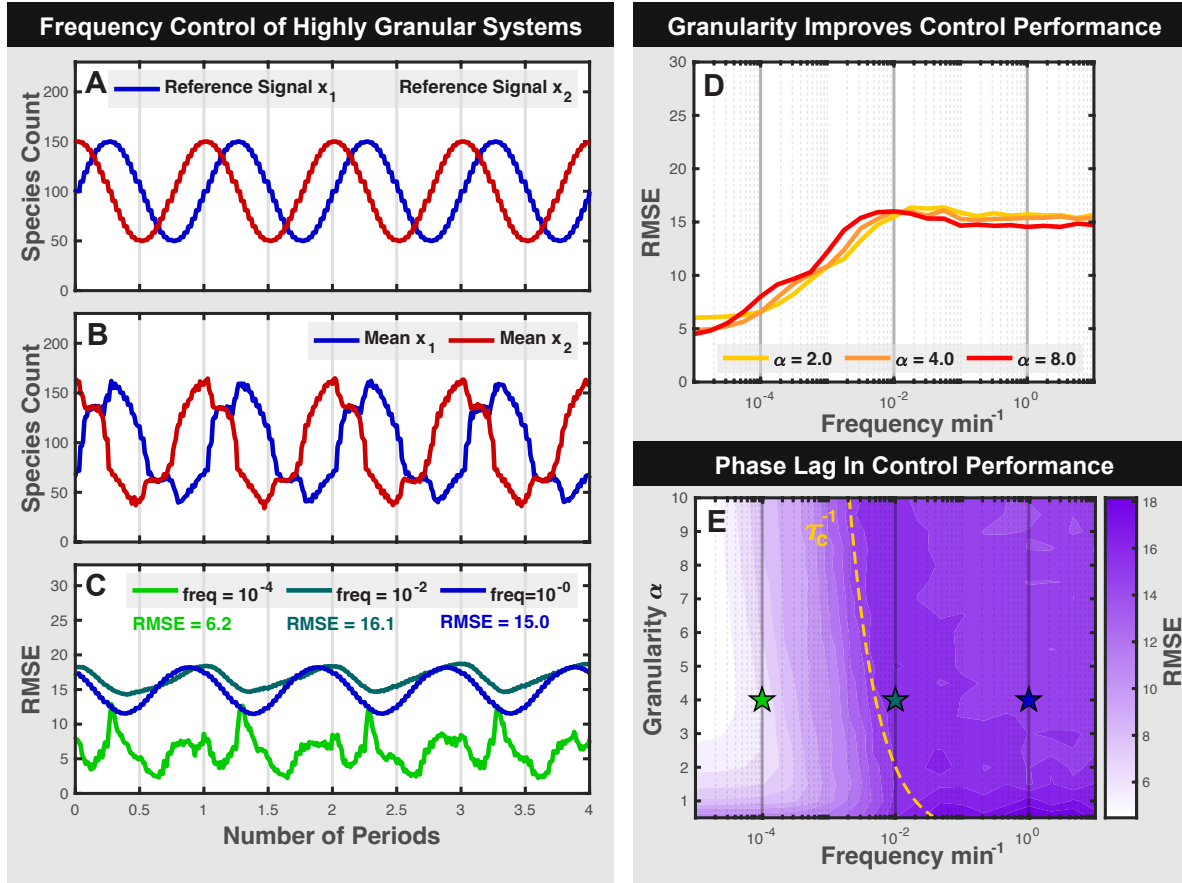 Frequency Control of Highly Granular Systems
A
Reference Signal x1 Reference Signal x2
Species Count
200
150
100
50
0
B
Mean x1 Mean x2
Species Count
200
150
100
50
0
C
freq = 10^-4 freq = 10^-2 freq=10^-0
RMSE = 6.2 RMSE = 16.1 RMSE = 15.0
RMSE
30
25
20
15
10
5
0
0 0.5 1 1.5 2 2.5 3 3.5 4
Number of Periods
Granularity Improves Control Performance
D
RMSE
30
25
20
15
10
5
0
α = 2.0 α = 4.0 α = 8.0
10^-4 10^-2 10^0
Frequency min^-1
Phase Lag In Control Performance
E
τc^-1
Granularity α
10
9
8
7
6
5
4
3
2
1
10^-4 10^-2 10^0
Frequency min^-1
18
16
14
12
10
8
6
RMSE